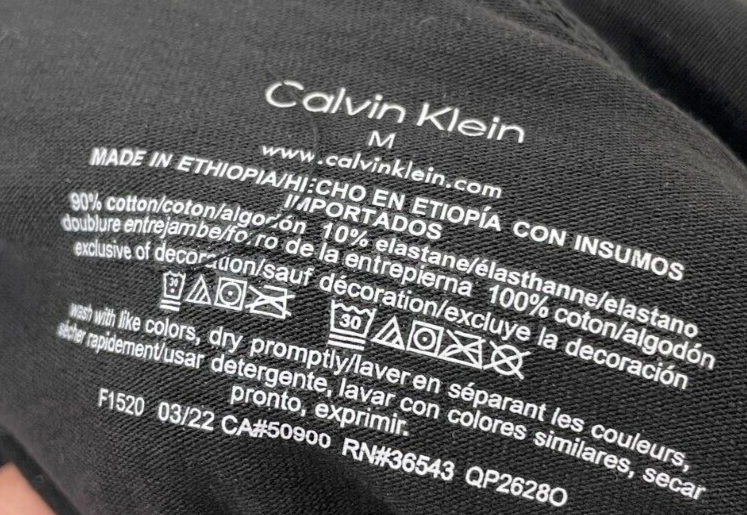 Calvin Klein
M
www.calvinklein.com
MADE IN ETHIOPIA/HECHO EN ETIOPÍA CON INSUMOS
IMPORTADOS
90% cotton/coton/algodón 10% elastane/élasthanne/elastano
doublure entrejambe/forro de la entrepierna 100% coton/algodón
exclusive of decoration/sauf décoration/excluye la decoración
30 30
wash with like colors, dry promptly/laver en séparant les couleurs,
sécher rapidement/usar detergente, lavar con colores similares, secar
pronto, exprimir.
F1520 03/22 CA#50900 RN#36543 QP2628O